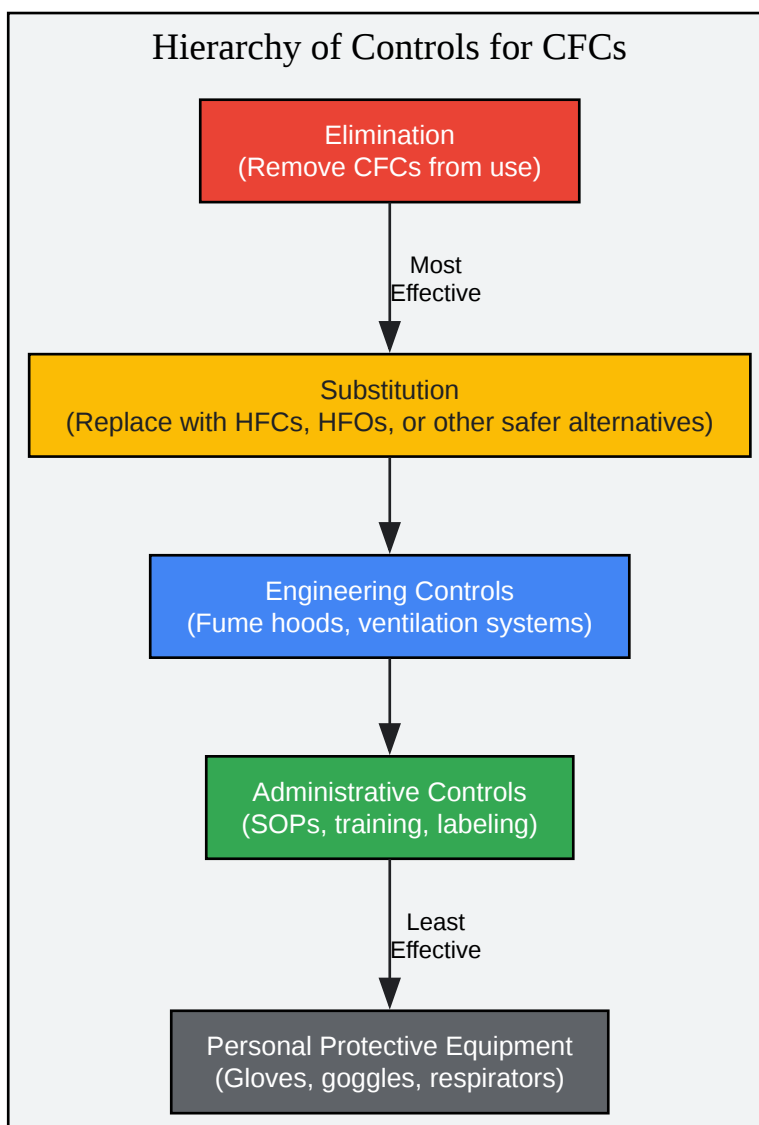 Hierarchy of Controls for CFCs
Elimination
(Remove CFCs from use)
Most
Effective
Substitution
(Replace with HFCs, HFOs, or other safer alternatives)
Engineering Controls
(Fume hoods, ventilation systems)
Administrative Controls
(SOPs, training, labeling)
Least
Effective
Personal Protective Equipment
(Gloves, goggles, respirators)